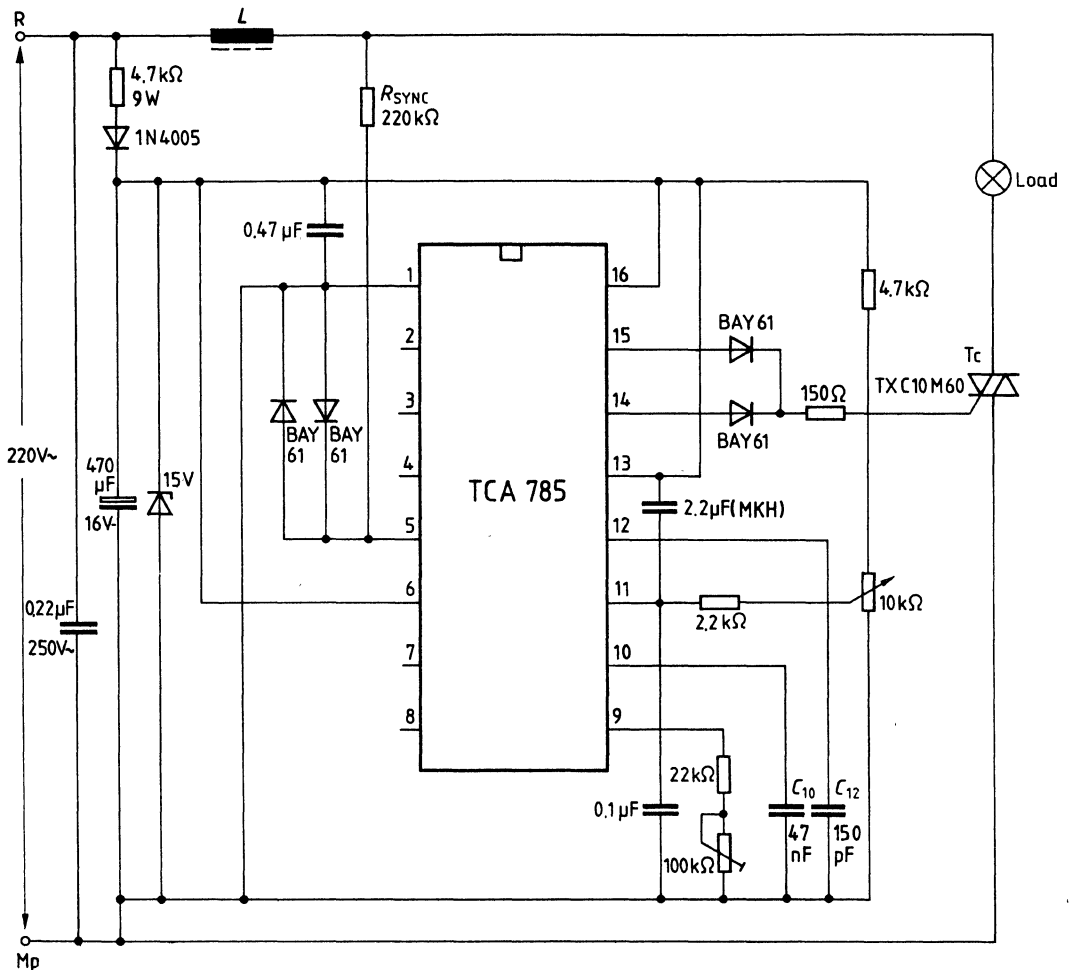 R
L
4.7kΩ
9W
1N4005
RSYNC
220kΩ
0.47 µF
Load
4.7kΩ
1
2
3
4
5
6
7
8
16
15
14
13
12
11
10
9
TCA 785
BAY 61
BAY61
150Ω
Tc
TXC10M60
BAY
61
BAY
61
220V~
470
µF
16V-
15V
2.2µF(MKH)
2.2kΩ
10kΩ
0.22µF
250V~
22kΩ
100kΩ
0.1µF
C10
47
nF
C12
150
pF
Mp